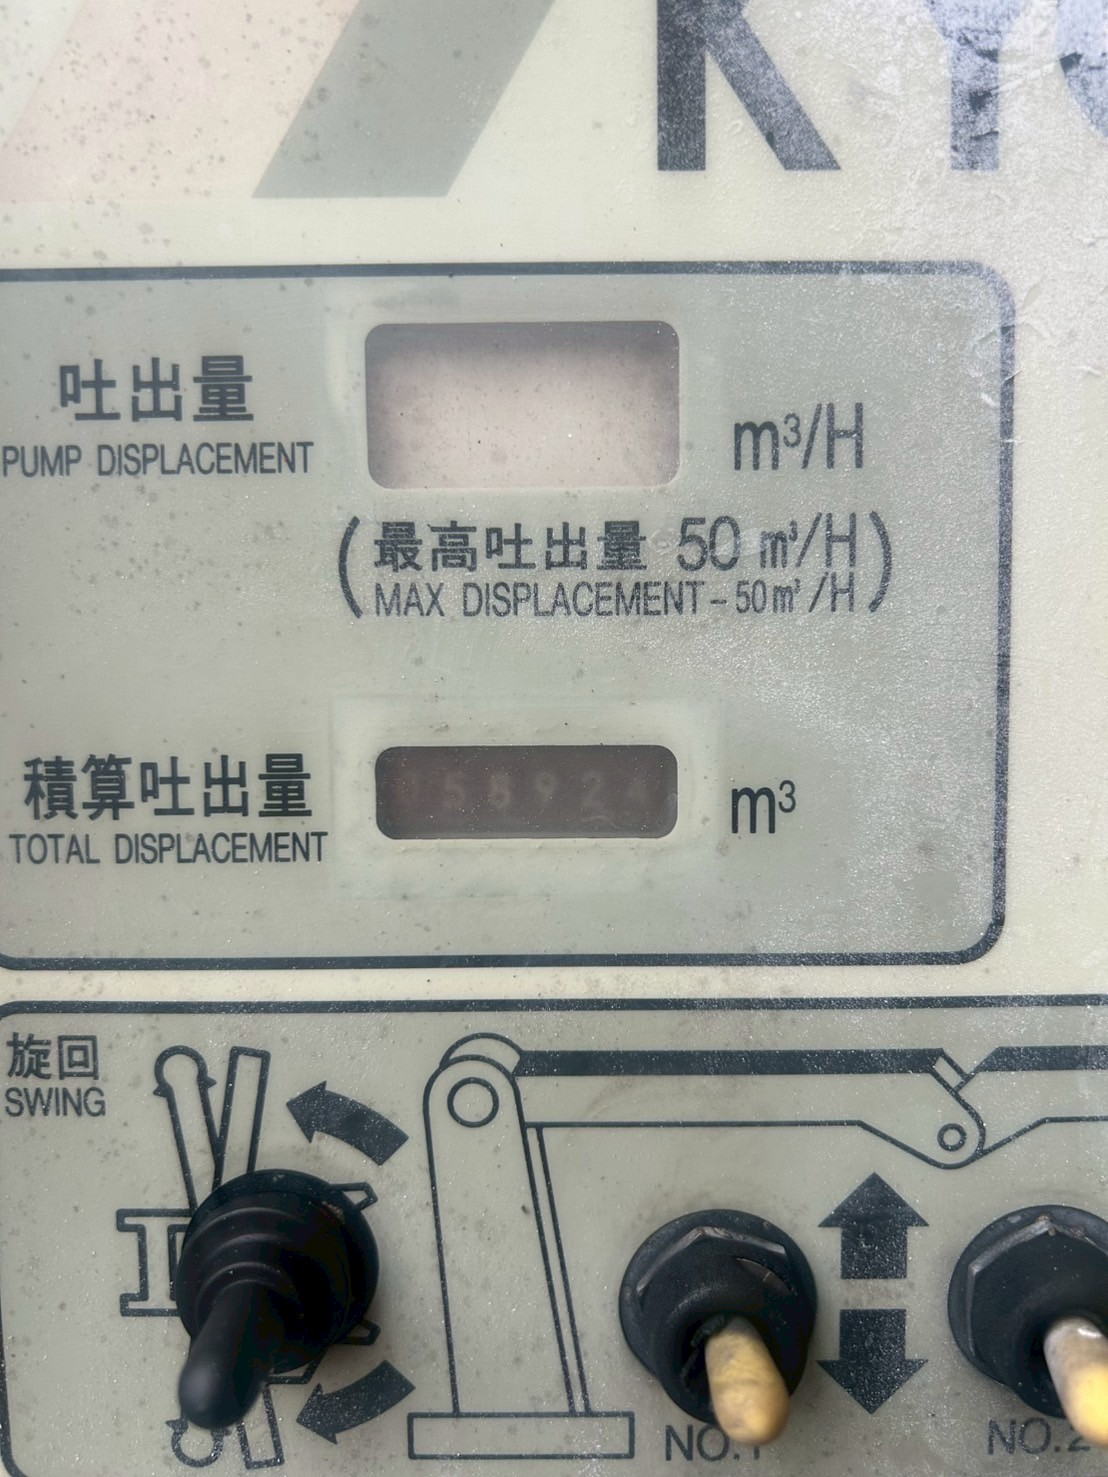 KYO
吐出量
PUMP DISPLACEMENT
m³/H
(最高吐出量 50 m³/H)
(MAX DISPLACEMENT - 50m³/H)
積算吐出量
TOTAL DISPLACEMENT
m³
旋回
SWING
NO.1
NO.2